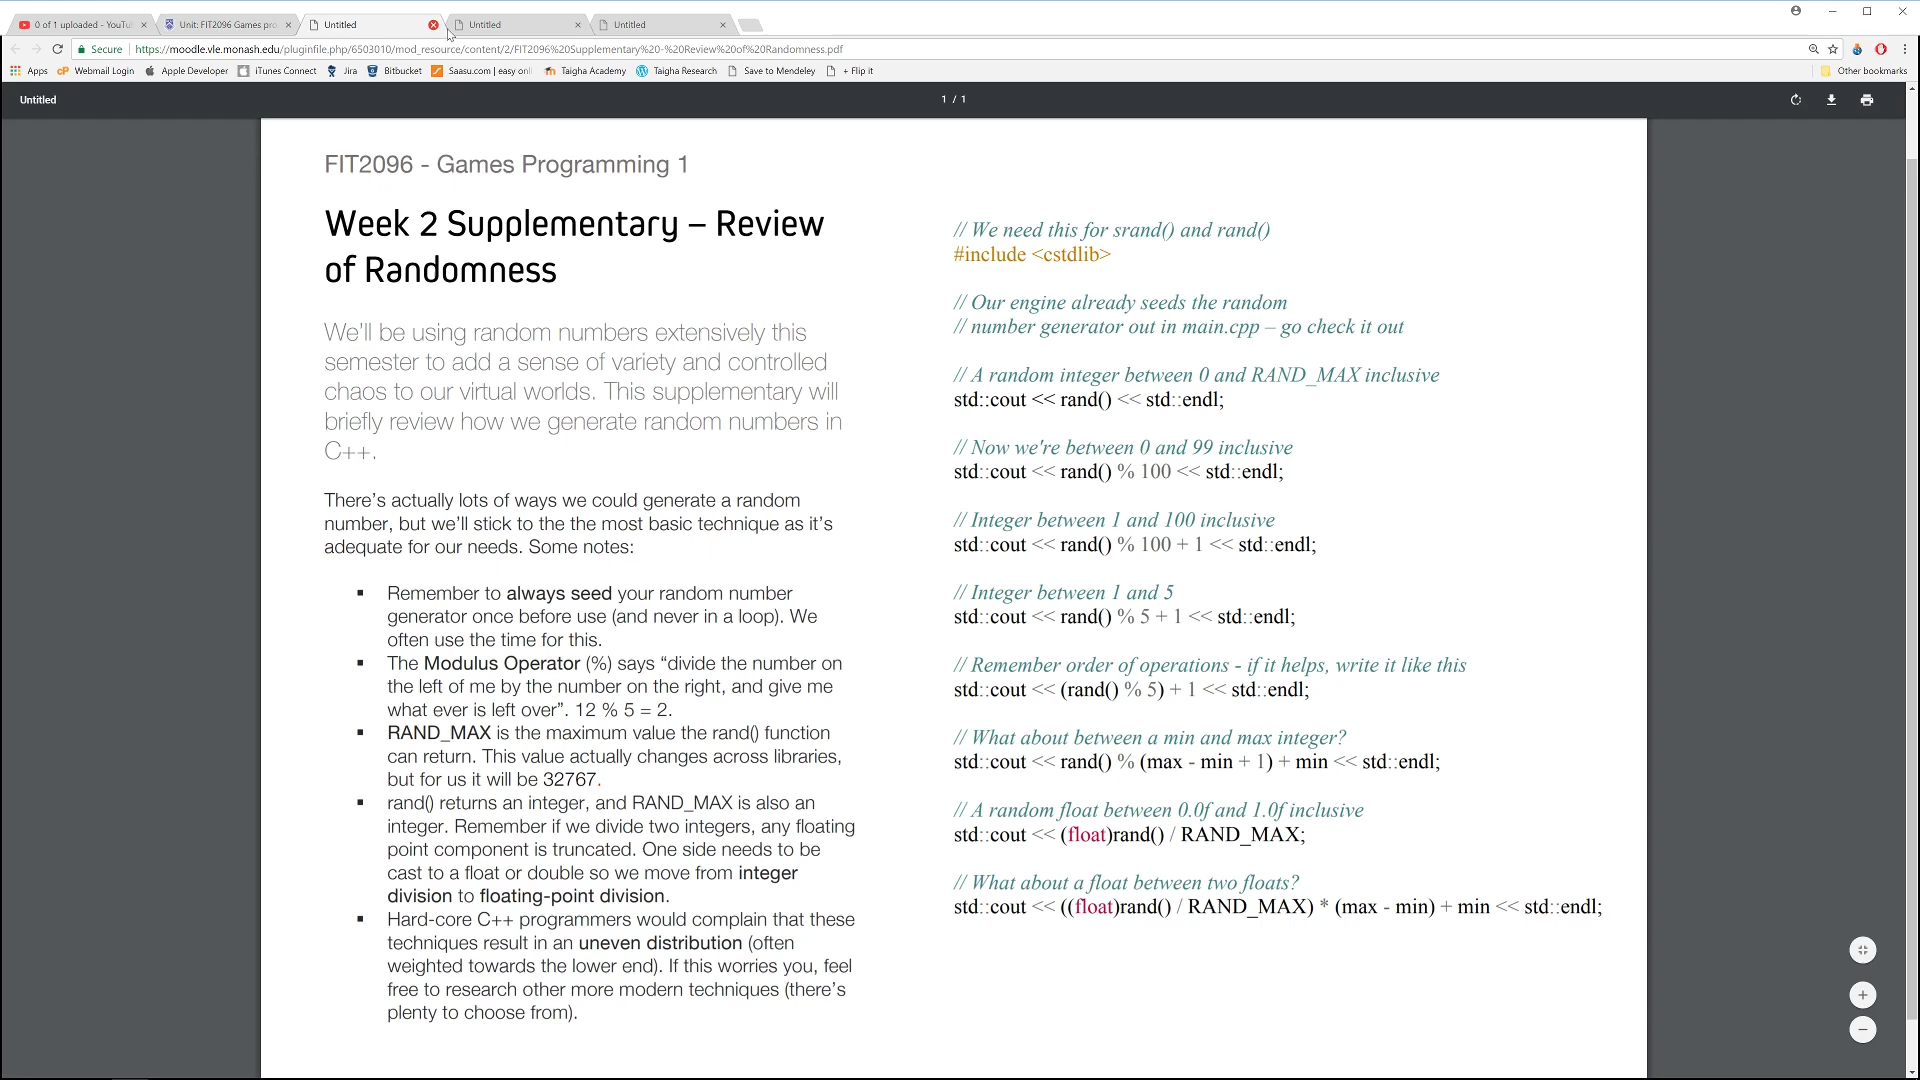 0 of 1 uploaded - YouTu
Unit: FIT2096 Games pro
Untitled
Untitled
Untitled
Secure
https://moodle.vle.monash.edu/pluginfile.php/6503010/mod_resource/content/2/FIT2096%20Supplementary%20-%20Review%20of%20Randomness.pdf
Apps
Webmail Login
Apple Developer
iTunes Connect
Jira
Bitbucket
Saasu.com | easy onl
Taigha Academy
Taigha Research
Save to Mendeley
+ Flip it
Other bookmarks
Untitled
1 / 1
FIT2096 - Games Programming 1
Week 2 Supplementary – Review
of Randomness
We'll be using random numbers extensively this
semester to add a sense of variety and controlled
chaos to our virtual worlds. This supplementary will
briefly review how we generate random numbers in
C++.
There's actually lots of ways we could generate a random
number, but we'll stick to the the most basic technique as it's
adequate for our needs. Some notes:
▪ Remember to always seed your random number
generator once before use (and never in a loop). We
often use the time for this.
▪ The Modulus Operator (%) says “divide the number on
the left of me by the number on the right, and give me
what ever is left over”. 12 % 5 = 2.
▪ RAND_MAX is the maximum value the rand() function
can return. This value actually changes across libraries,
but for us it will be 32767.
▪ rand() returns an integer, and RAND_MAX is also an
integer. Remember if we divide two integers, any floating
point component is truncated. One side needs to be
cast to a float or double so we move from integer
division to floating-point division.
▪ Hard-core C++ programmers would complain that these
techniques result in an uneven distribution (often
weighted towards the lower end). If this worries you, feel
free to research other more modern techniques (there's
plenty to choose from).
// We need this for srand() and rand()
#include <cstdlib>
// Our engine already seeds the random
// number generator out in main.cpp – go check it out
// A random integer between 0 and RAND_MAX inclusive
std::cout << rand() << std::endl;
// Now we're between 0 and 99 inclusive
std::cout << rand() % 100 << std::endl;
// Integer between 1 and 100 inclusive
std::cout << rand() % 100 + 1 << std::endl;
// Integer between 1 and 5
std::cout << rand() % 5 + 1 << std::endl;
// Remember order of operations - if it helps, write it like this
std::cout << (rand() % 5) + 1 << std::endl;
// What about between a min and max integer?
std::cout << rand() % (max - min + 1) + min << std::endl;
// A random float between 0.0f and 1.0f inclusive
std::cout << (float)rand() / RAND_MAX;
// What about a float between two floats?
std::cout << ((float)rand() / RAND_MAX) * (max - min) + min << std::endl;